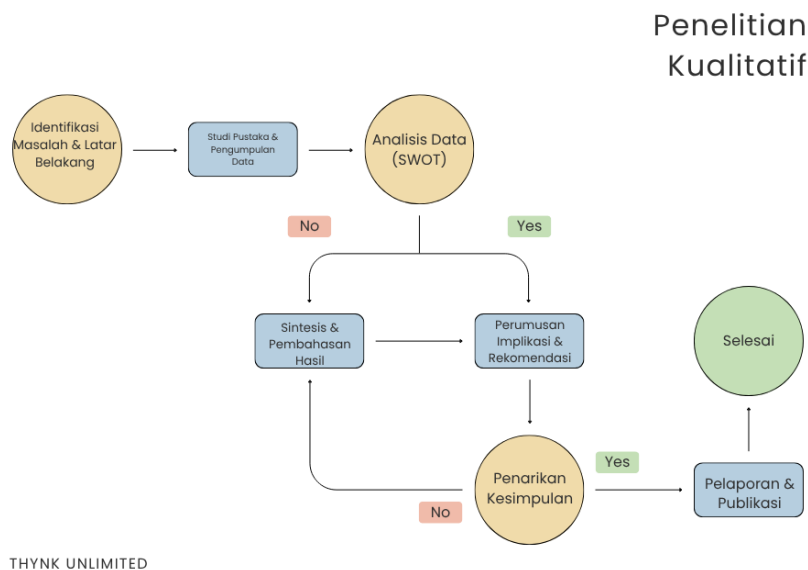 Penelitian
Kualitatif
Identifikasi
Masalah & Latar
Belakang
Studi Pustaka &
Pengumpulan
Data
Analisis Data
(SWOT)
No
Yes
Sintesis &
Pembahasan
Hasil
Perumusan
Implikasi &
Rekomendasi
Selesai
Penarikan
Kesimpulan
Yes
No
Pelaporan &
Publikasi
THYNK UNLIMITED